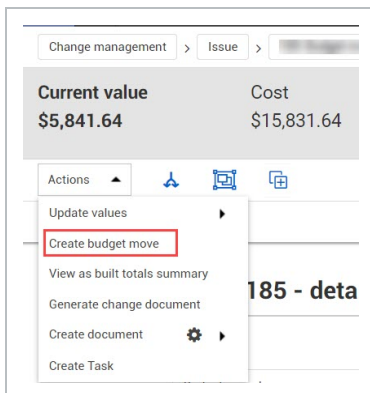 Change management > Issue >
Current value Cost
$5,841.64 $15,831.64
Actions
Update values
Create budget move
View as built totals summary
185 - deta
Generate change document
Create document
Create Task